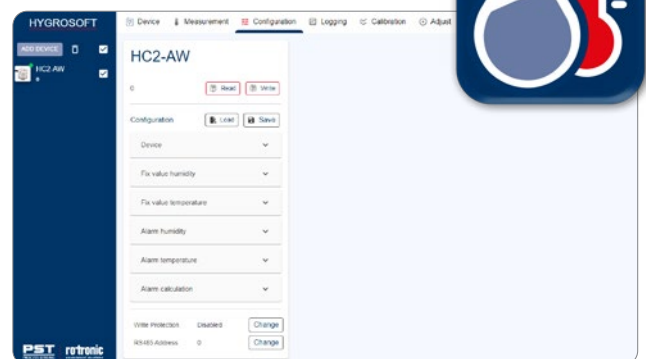 HYGROSOFT
Device Measurement Configuration Logging Calibration Adjust
ADD DEVICE
HC2-AW
0
HC2-AW
0 Read Write
Configuration Load Save
Device
Fix value humidity
Fix value temperature
Alarm humidity
Alarm temperature
Alarm calculation
Write Protection Disabled Change
RS485 Address 0 Change
PST rotronic